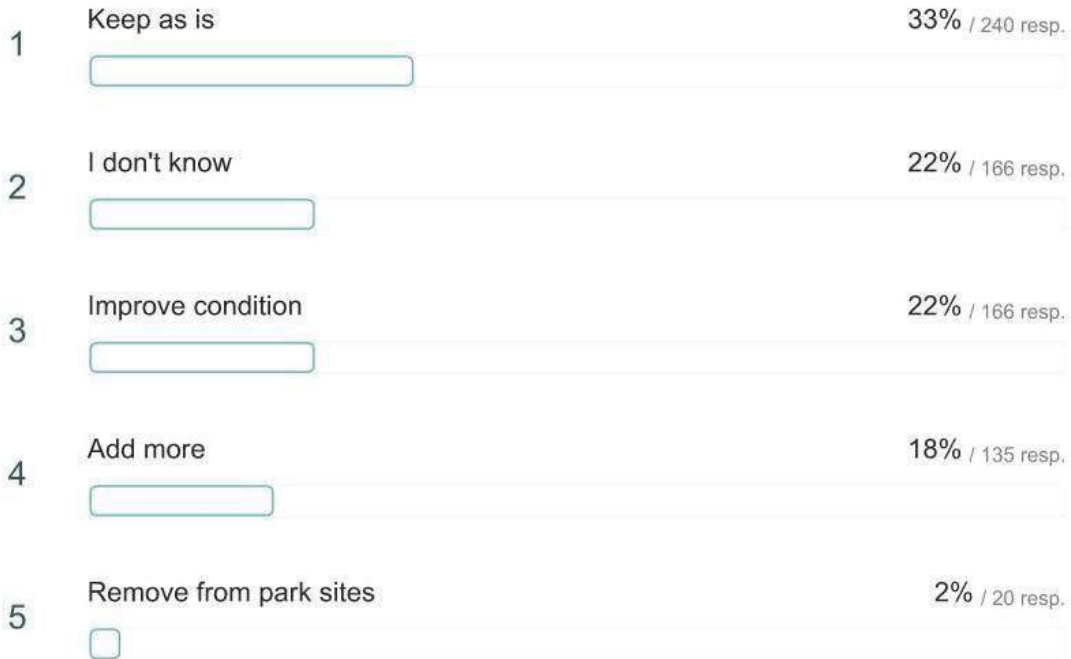 1 Keep as is 33% / 240 resp.
2 I don't know 22% / 166 resp.
3 Improve condition 22% / 166 resp.
4 Add more 18% / 135 resp.
5 Remove from park sites 2% / 20 resp.